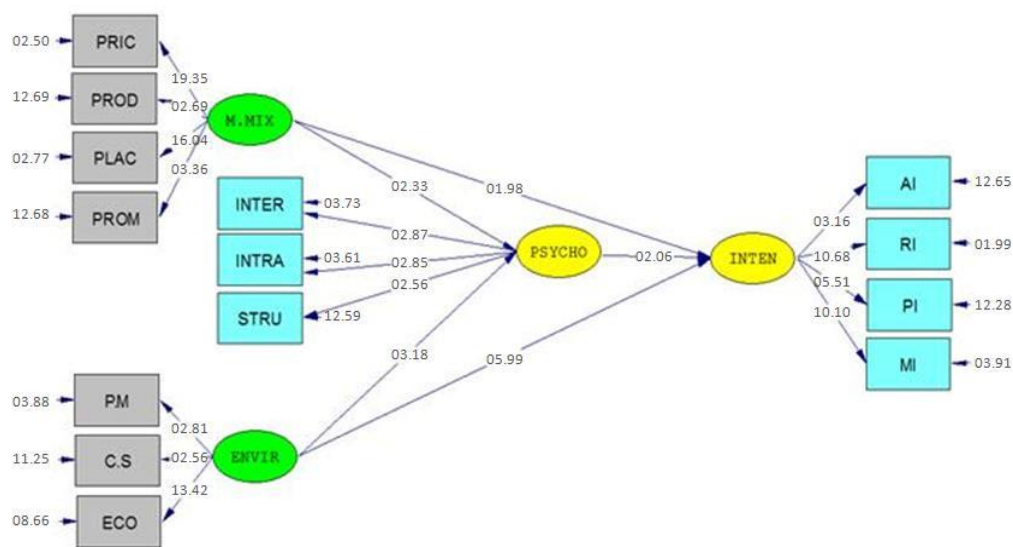 02.50
PRIC
19.35
12.69
PROD
02.69
M.MIX
16.04
02.77
PLAC
03.36
12.68
PROM
02.33
01.98
INTER
03.73
02.87
INTRA
03.61
02.85
02.56
STRU
12.59
PSYCHO
02.06
INTEN
AI
12.65
03.16
RI
01.99
10.68
05.51
PI
12.28
10.10
MI
03.91
03.18
05.99
03.88
P.M
02.81
11.25
C.S
02.56
ENVIR
13.42
08.66
ECO